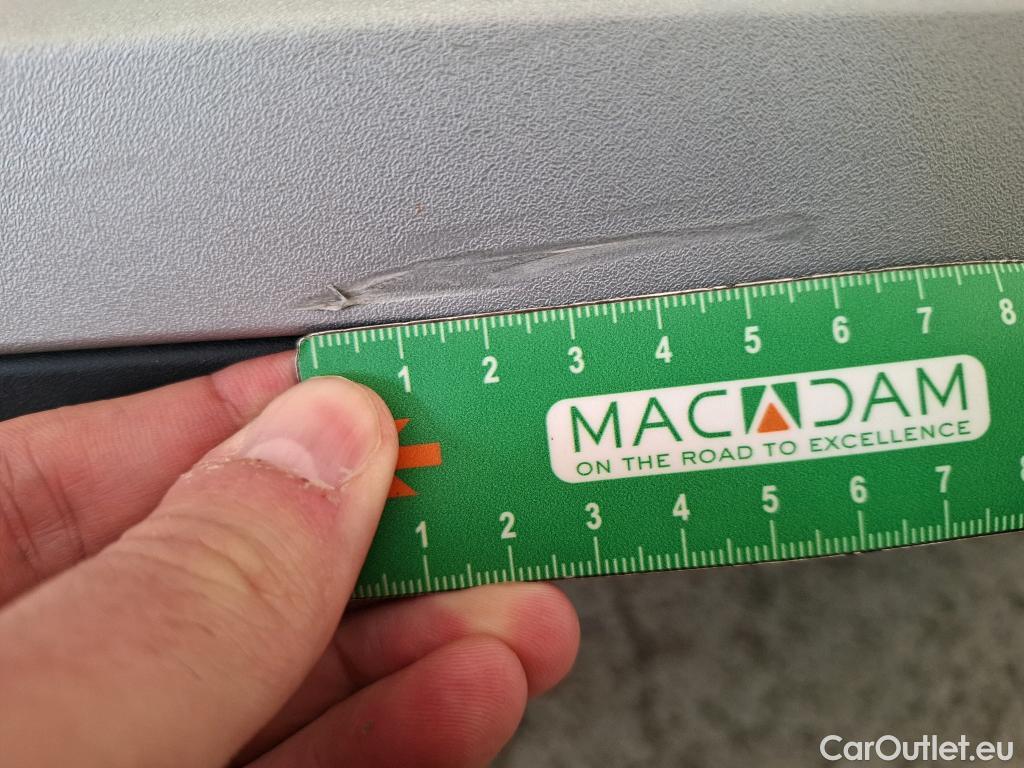 1 2 3 4 5 6 7 8
MACADAM
ON THE ROAD TO EXCELLENCE
1 2 3 4 5 6 7 8
CarOutlet.eu